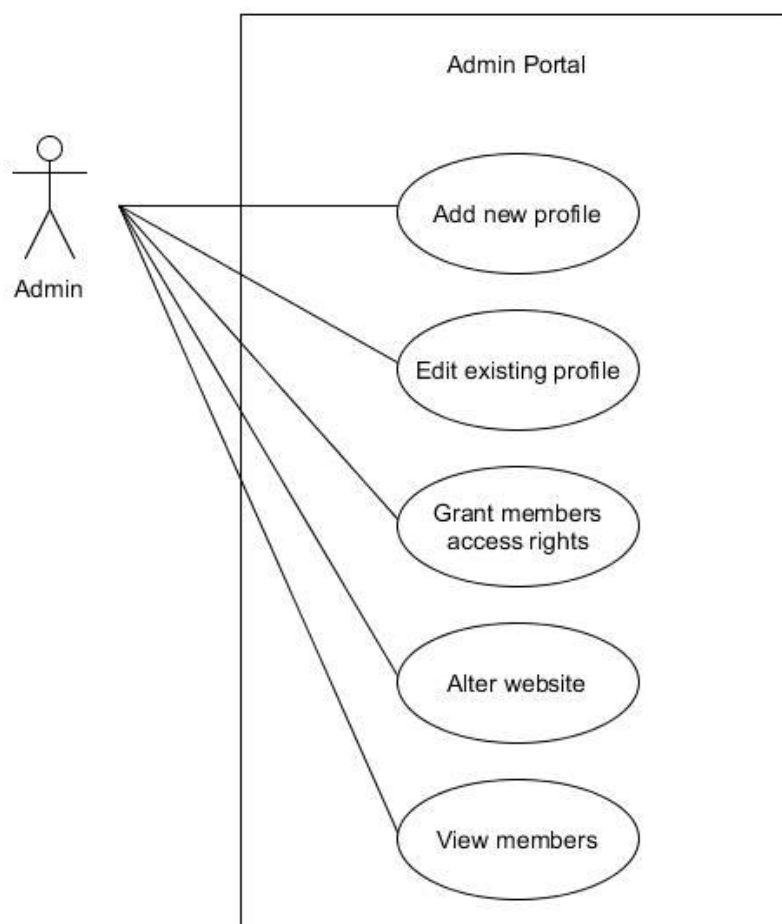 Admin Portal
Add new profile
Admin
Edit existing profile
Grant members
access rights
Alter website
View members